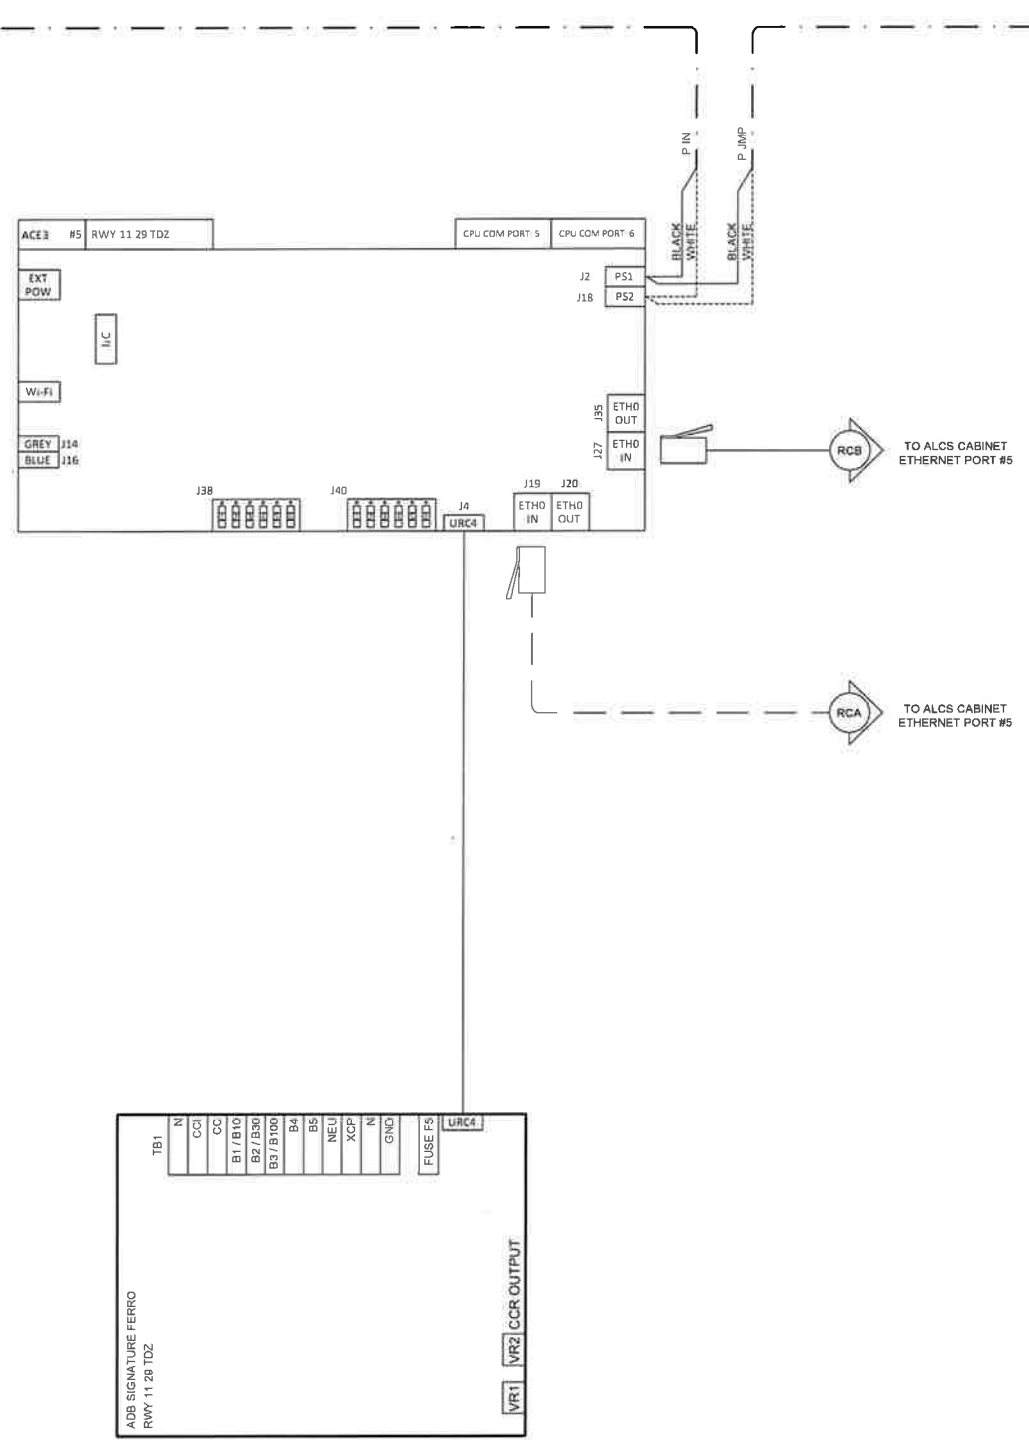 P IN
P JMP
ACE3 #5 RWY 11 29 TDZ
CPU COM PORT 5
CPU COM PORT 6
BLACK
WHITE
BLACK
WHITE
EXT
POW
J2 PS1
J18 PS2
I2C
Wi-Fi
J35
ETH0
OUT
J27
ETH0
IN
RCB
TO ALCS CABINET
ETHERNET PORT #5
GREY J14
BLUE J16
J38
J40
J4
URC4
J19
J20
ETH0
IN
ETH0
OUT
RCA
TO ALCS CABINET
ETHERNET PORT #5
TB1
N
CCI
CC
B1 / B10
B2 / B30
B3 / B100
B4
B5
NEU
XCP
N
GND
FUSE F5
URC4
ADB SIGNATURE FERRO
RWY 11 29 TDZ
VR1
VR2
CCR OUTPUT